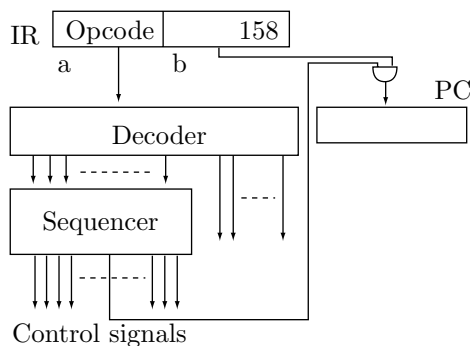 IR
Opcode
158
a
b
PC
Decoder
Sequencer
Control signals